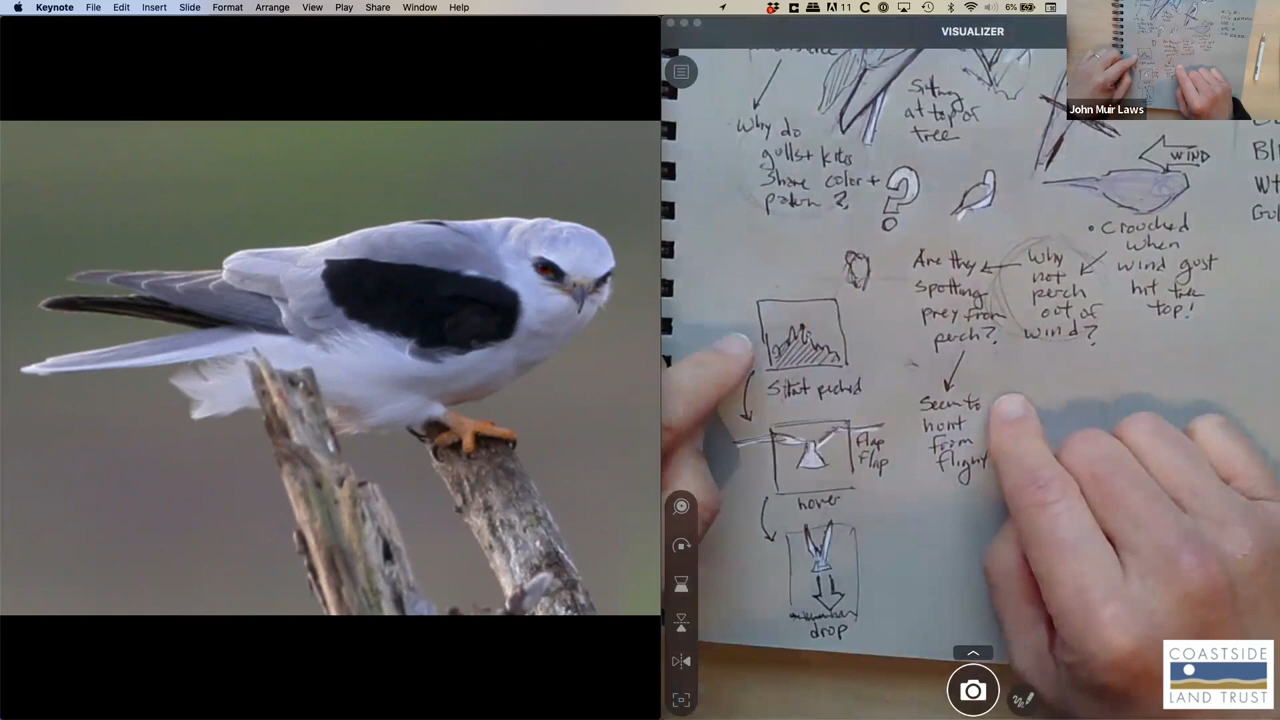 Keynote File Edit Insert Slide Format Arrange View Play Share Window Help
11
6%
VISUALIZER
John Muir Laws
Why do
gulls + kites
share color +
pattern ?
Sitting
at top of
tree
WIND
?
• Crouched
when
wind gust
hit tree
top!
Why
not
perch
out of
wind?
Are they
spotting
prey from
perch?
Seem to
hunt
from
flight
Start perched
flap
flap
hover
drop
COASTSIDE
LAND TRUST